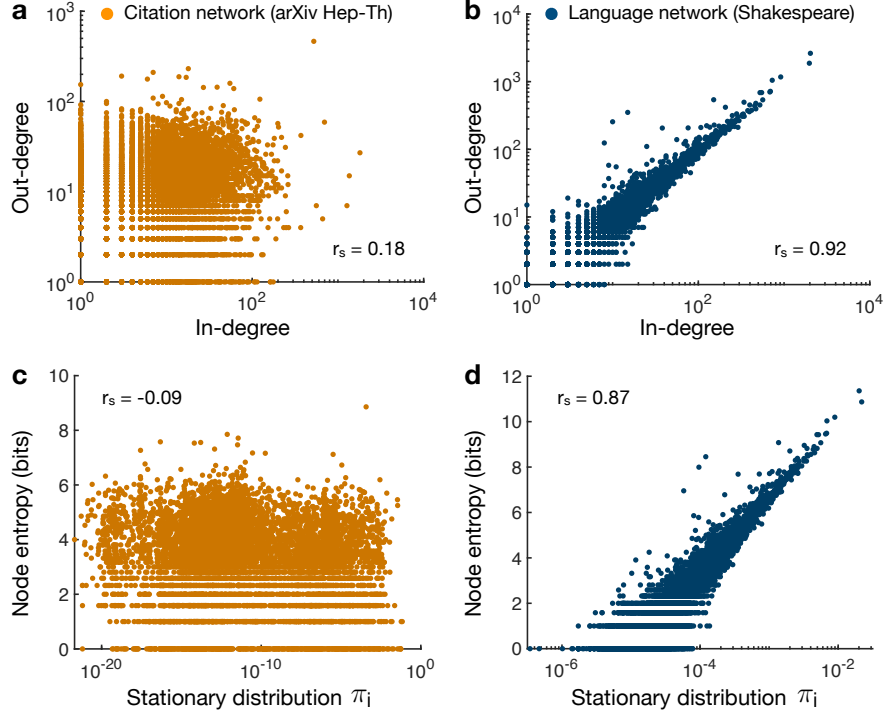 a Citation network (arXiv Hep-Th)
b Language network (Shakespeare)
10^3
10^2
10^1
10^0
Out-degree
r_s = 0.18
10^0 10^2 10^4
In-degree
10^4
10^3
10^2
10^1
10^0
Out-degree
r_s = 0.92
10^0 10^2 10^4
In-degree
c
10
8
6
4
2
0
Node entropy (bits)
r_s = -0.09
10^-20 10^-10 10^0
Stationary distribution π_i
d
12
10
8
6
4
2
0
Node entropy (bits)
r_s = 0.87
10^-6 10^-4 10^-2
Stationary distribution π_i